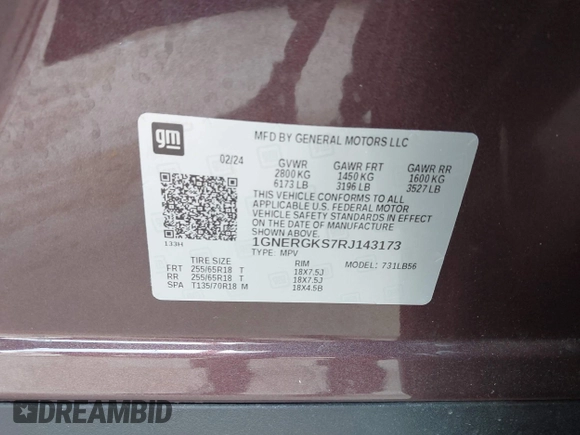 gm
MFD BY GENERAL MOTORS LLC
02/24 GVWR GAWR FRT GAWR RR
2800 KG 1450 KG 1600 KG
6173 LB 3196 LB 3527 LB
THIS VEHICLE CONFORMS TO ALL
APPLICABLE U.S. FEDERAL MOTOR
VEHICLE SAFETY STANDARDS IN EFFECT
ON THE DATE OF MANUFACTURE
SHOWN ABOVE.
133H 1GNERGKS7RJ143173
TYPE: MPV MODEL: 731LB56
TIRE SIZE RIM
FRT 255/65R18 T 18X7.5J
RR 255/65R18 T 18X7.5J
SPA T135/70R18 M 18X4.5B
DREAMBID